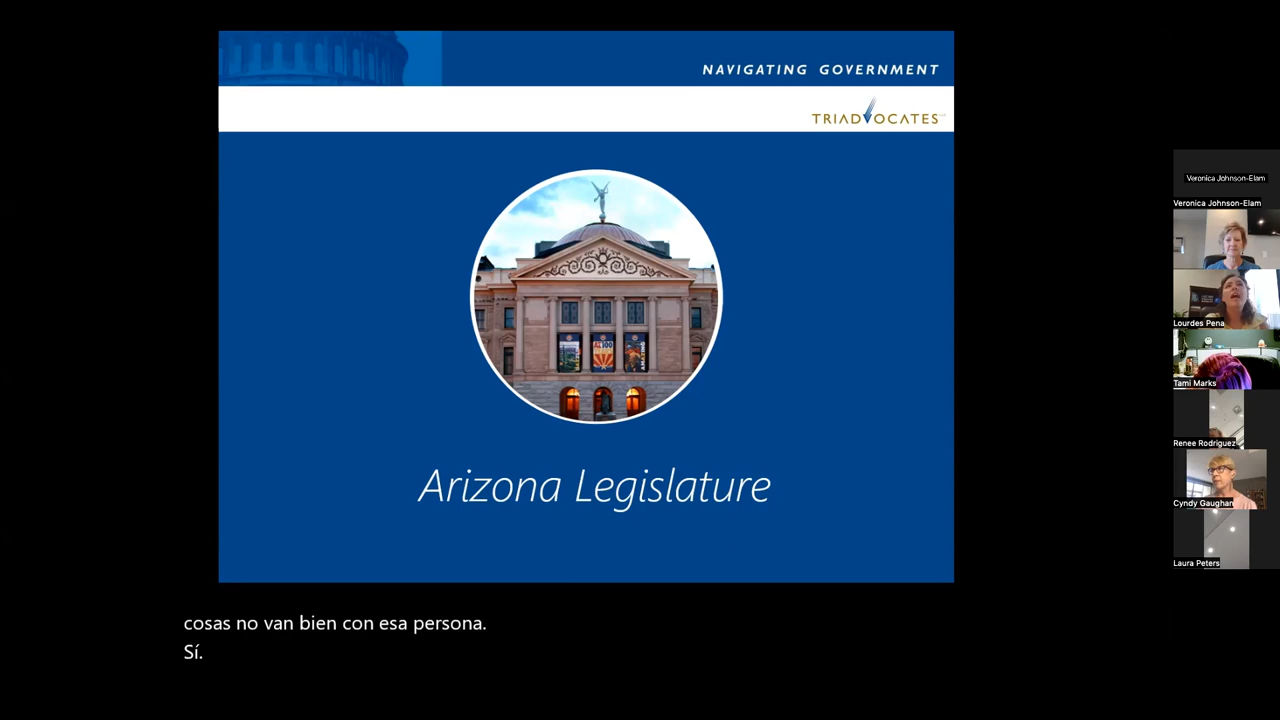 NAVIGATING GOVERNMENT
TRIADVOCATES
Arizona Legislature
Veronica Johnson-Elam
Veronica Johnson-Elam
Lourdes Pena
Tami Marks
Renee Rodriguez
Cyndy Gaughan
Laura Peters
cosas no van bien con esa persona.
Sí.